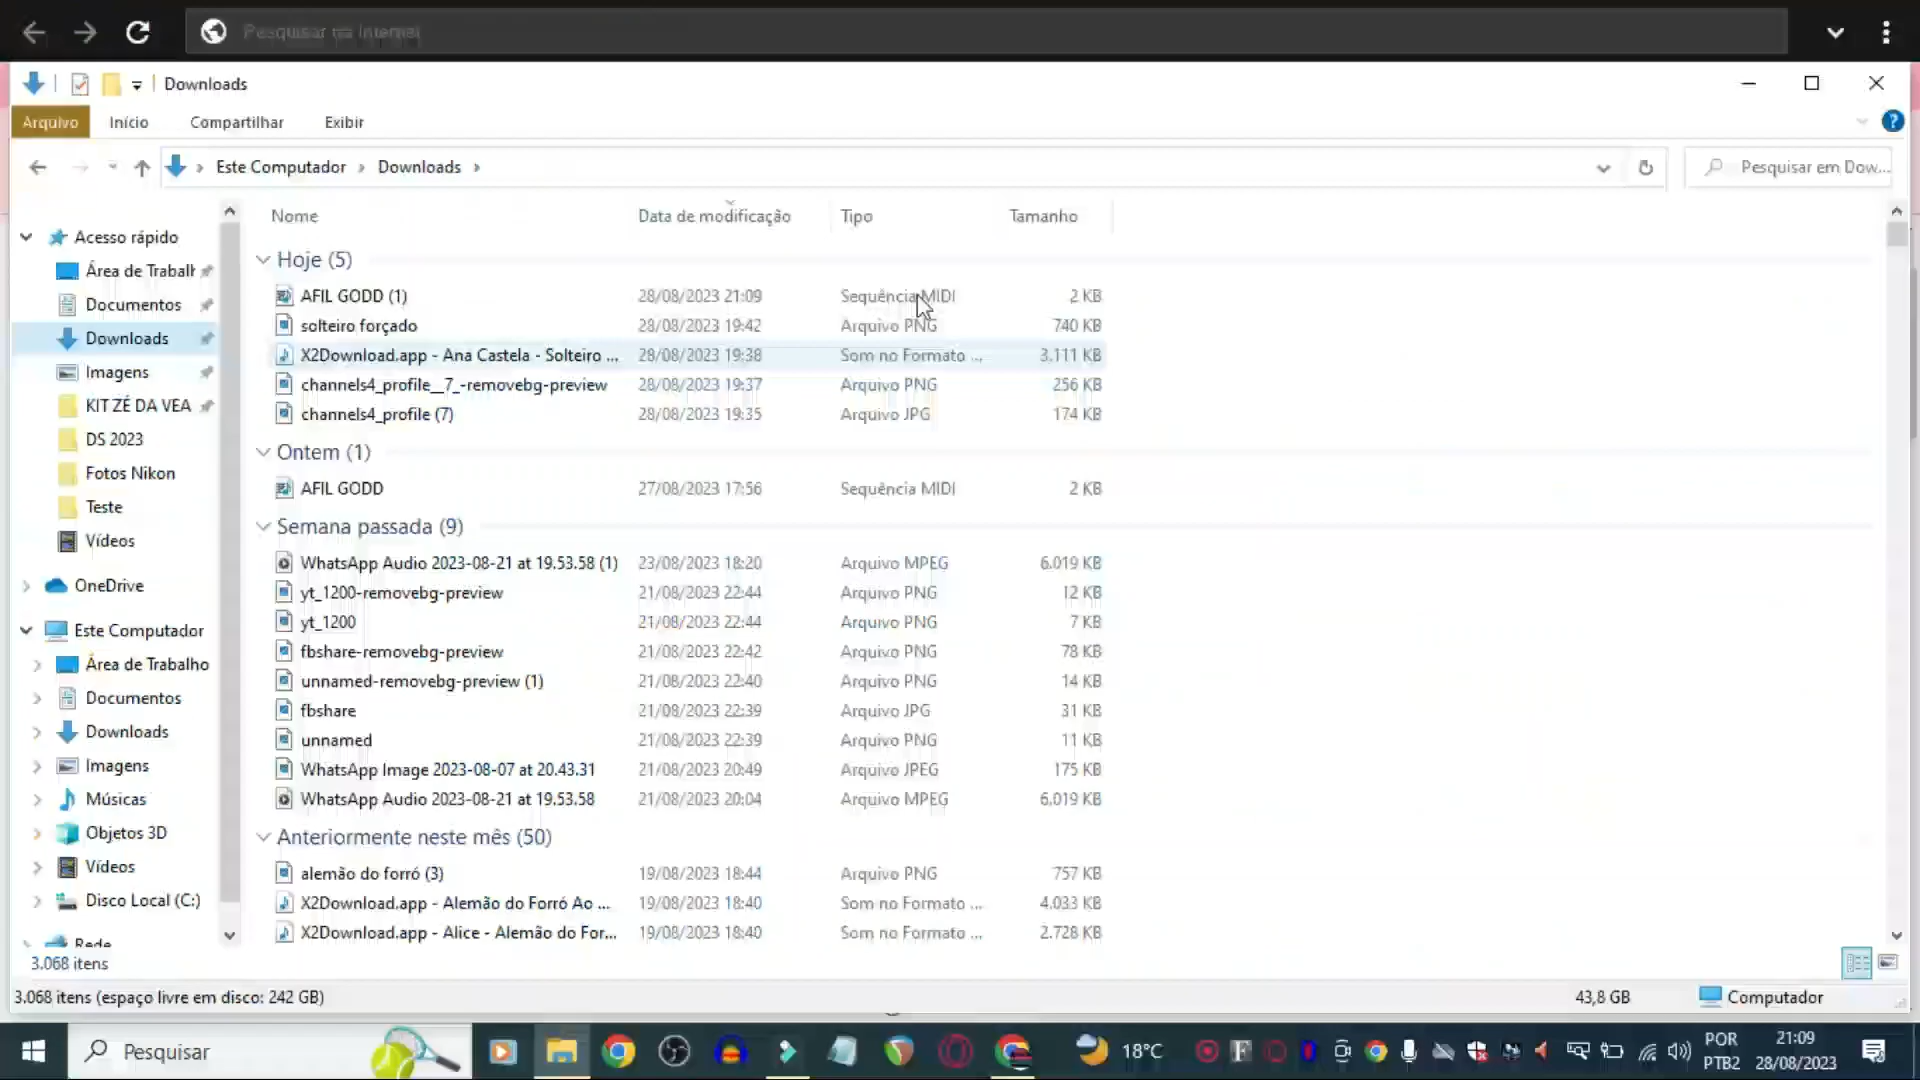 Pesquisar na Internet
Downloads
Arquivo Início Compartilhar Exibir
Este Computador Downloads
Pesquisar em Dow...
Nome Data de modificação Tipo Tamanho
Acesso rápido
Área de Trabalh
Documentos
Downloads
Imagens
KIT ZÉ DA VEA
DS 2023
Fotos Nikon
Teste
Vídeos
OneDrive
Este Computador
Área de Trabalho
Documentos
Downloads
Imagens
Músicas
Objetos 3D
Vídeos
Disco Local (C:)
Rede
Hoje (5)
AFIL GODD (1) 28/08/2023 21:09 Sequência MIDI 2 KB
solteiro forçado 28/08/2023 19:42 Arquivo PNG 740 KB
X2Download.app - Ana Castela - Solteiro ... 28/08/2023 19:38 Som no Formato ... 3.111 KB
channels4_profile__7_-removebg-preview 28/08/2023 19:37 Arquivo PNG 256 KB
channels4_profile (7) 28/08/2023 19:35 Arquivo JPG 174 KB
Ontem (1)
AFIL GODD 27/08/2023 17:56 Sequência MIDI 2 KB
Semana passada (9)
WhatsApp Audio 2023-08-21 at 19.53.58 (1) 23/08/2023 18:20 Arquivo MPEG 6.019 KB
yt_1200-removebg-preview 21/08/2023 22:44 Arquivo PNG 12 KB
yt_1200 21/08/2023 22:44 Arquivo PNG 7 KB
fbshare-removebg-preview 21/08/2023 22:42 Arquivo PNG 78 KB
unnamed-removebg-preview (1) 21/08/2023 22:40 Arquivo PNG 14 KB
fbshare 21/08/2023 22:39 Arquivo JPG 31 KB
unnamed 21/08/2023 22:39 Arquivo PNG 11 KB
WhatsApp Image 2023-08-07 at 20.43.31 21/08/2023 20:49 Arquivo JPEG 175 KB
WhatsApp Audio 2023-08-21 at 19.53.58 21/08/2023 20:04 Arquivo MPEG 6.019 KB
Anteriormente neste mês (50)
alemão do forró (3) 19/08/2023 18:44 Arquivo PNG 757 KB
X2Download.app - Alemão do Forró Ao ... 19/08/2023 18:40 Som no Formato ... 4.033 KB
X2Download.app - Alice - Alemão do For... 19/08/2023 18:40 Som no Formato ... 2.728 KB
3.068 itens
3.068 itens (espaço livre em disco: 242 GB) 43,8 GB Computador
Pesquisar 18°C POR 21:09
PTB2 28/08/2023